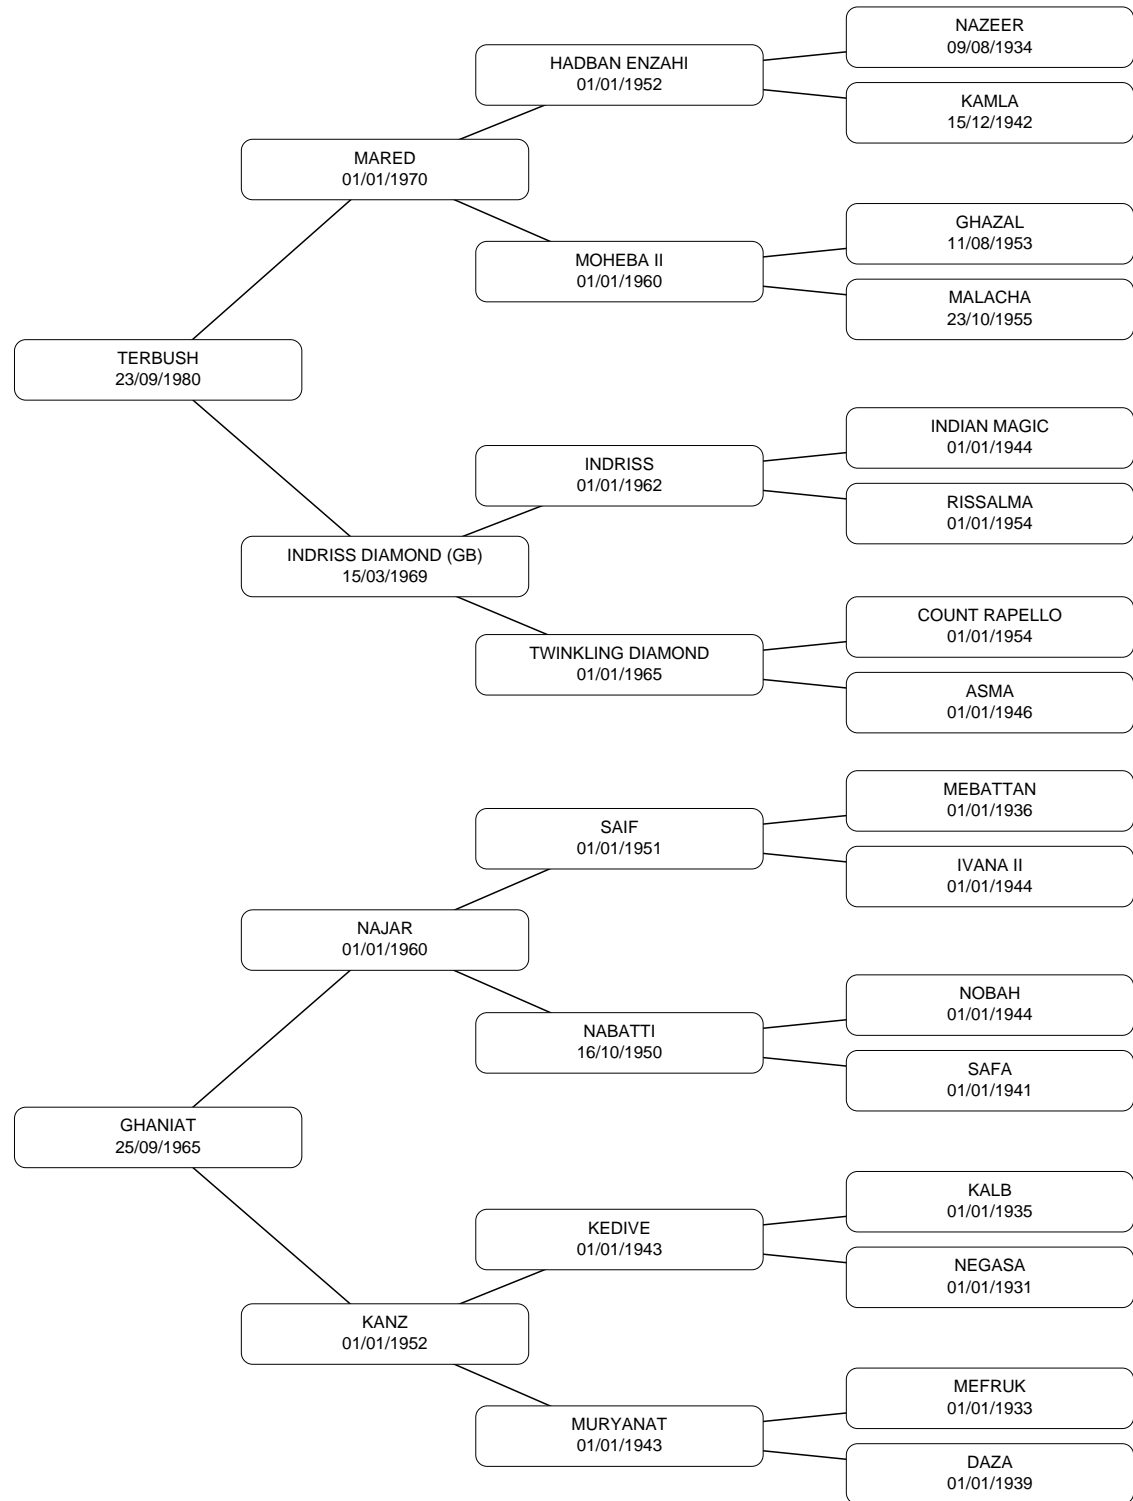 NAZEER
09/08/1934
HADBAN ENZAHI
01/01/1952
KAMLA
15/12/1942
MARED
01/01/1970
GHAZAL
11/08/1953
MOHEBA II
01/01/1960
MALACHA
23/10/1955
TERBUSH
23/09/1980
INDIAN MAGIC
01/01/1944
INDRISS
01/01/1962
RISSALMA
01/01/1954
INDRISS DIAMOND (GB)
15/03/1969
COUNT RAPELLO
01/01/1954
TWINKLING DIAMOND
01/01/1965
ASMA
01/01/1946
MEBATTAN
01/01/1936
SAIF
01/01/1951
IVANA II
01/01/1944
NAJAR
01/01/1960
NOBAH
01/01/1944
NABATTI
16/10/1950
SAFA
01/01/1941
GHANIAT
25/09/1965
KALB
01/01/1935
KEDIVE
01/01/1943
NEGASA
01/01/1931
KANZ
01/01/1952
MEFRUK
01/01/1933
MURYANAT
01/01/1943
DAZA
01/01/1939